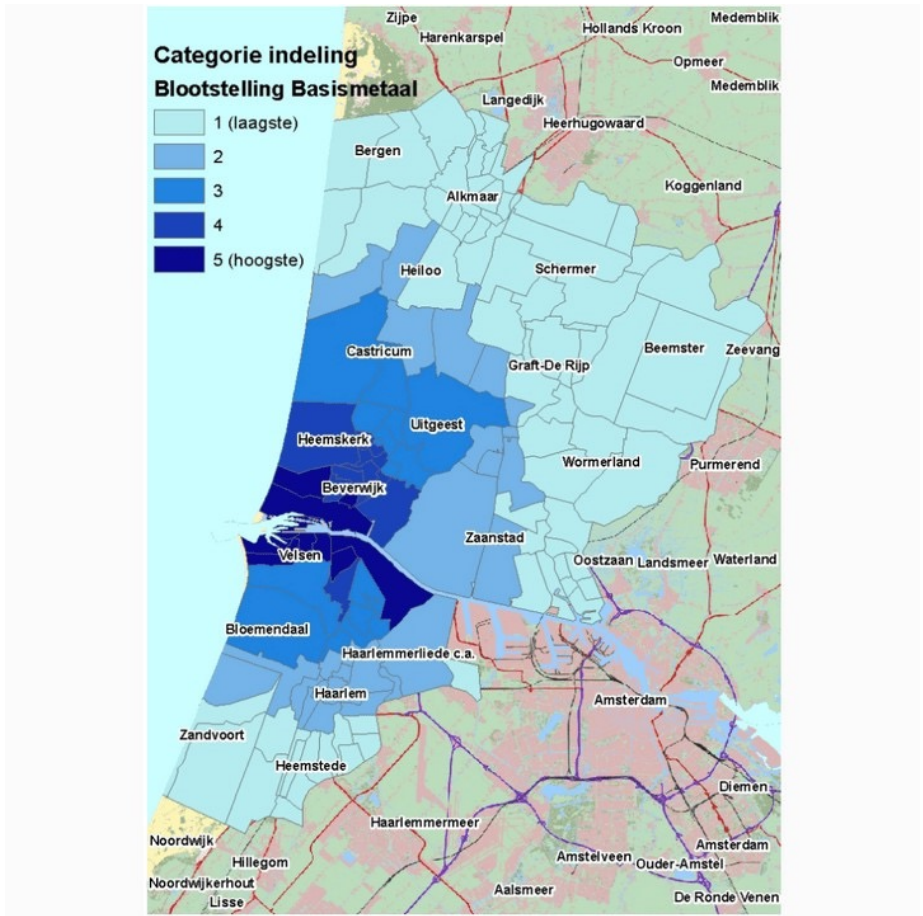 Categorie indeling
Blootstelling Basismetaal
1 (laagste)
2
3
4
5 (hoogste)
Zijpe
Medemblik
Harenkarspel
Hollands Kroon
Opmeer
Medemblik
Langedijk
Heerhugowaard
Bergen
Koggenland
Alkmaar
Heiloo
Schermer
Castricum
Beemster
Zeevang
Graft-De Rijp
Uitgeest
Heemskerk
Wormerland
Purmerend
Beverwijk
Zaanstad
Velsen
Oostzaan
Landsmeer
Waterland
Bloemendaal
Haarlemmerliede c.a.
Haarlem
Amsterdam
Zandvoort
Heemstede
Diemen
Haarlemmermeer
Noordwijk
Amsterdam
Hillegom
Amstelveen
Ouder-Amstel
Noordwijkerhout
Aalsmeer
Lisse
De Ronde Venen